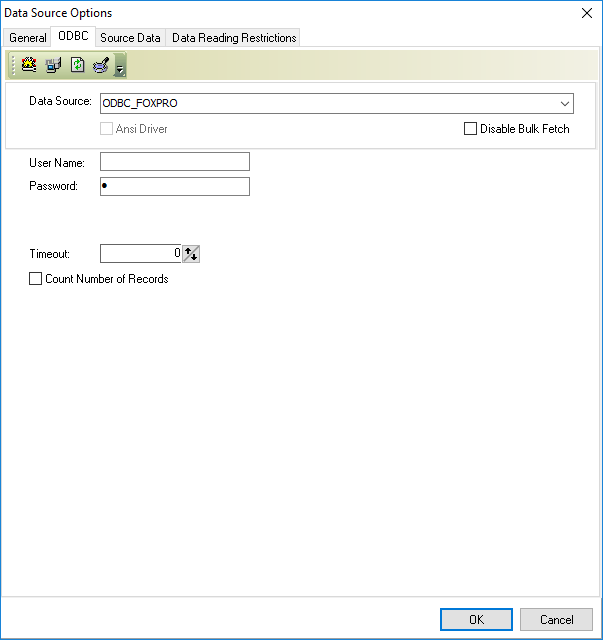 Data Source Options
General ODBC Source Data Data Reading Restrictions
Data Source: ODBC_FOXPRO
Ansi Driver Disable Bulk Fetch
User Name:
Password: •
Timeout: 0
Count Number of Records
OK Cancel